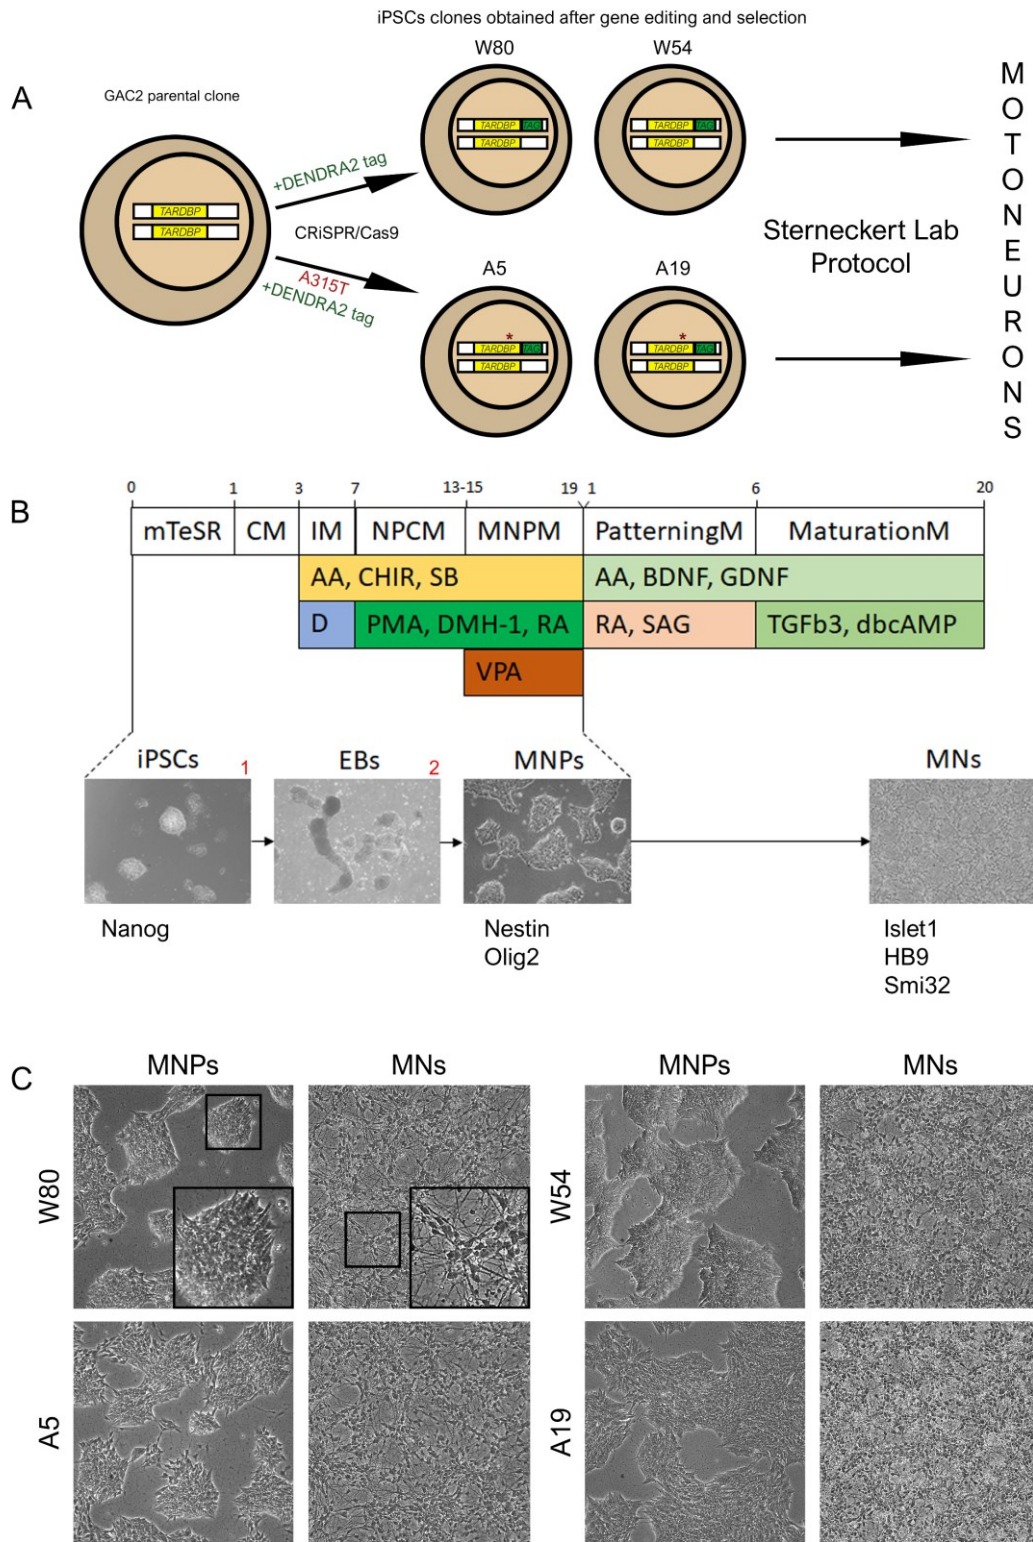 iPSCs clones obtained after gene editing and selection
W80
W54
A
GAC2 parental clone
TARDBP
TARDBP
+DENDRA2 tag
CRiSPR/Cas9
A315T
+DENDRA2 tag
TARDBP TAG
TARDBP
TARDBP TAG
TARDBP
A5
A19
*
TARDBP TAG
TARDBP
*
TARDBP TAG
TARDBP
Sterneckert Lab
Protocol
M
O
T
O
N
E
U
R
O
N
S
B
0 1 3 7 13-15 19 1 6 20
mTeSR CM IM NPCM MNPM PatterningM MaturationM
AA, CHIR, SB AA, BDNF, GDNF
D PMA, DMH-1, RA RA, SAG TGFb3, dbcAMP
VPA
iPSCs 1 EBs 2 MNPs MNs
Nanog
Nestin
Olig2
Islet1
HB9
Smi32
C
MNPs MNs MNPs MNs
W80
W54
A5
A19